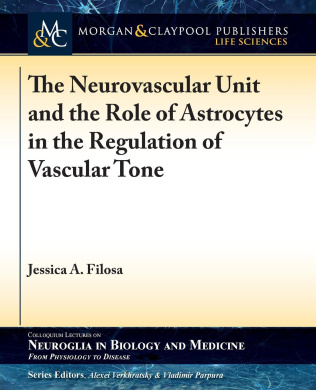 M&C
MORGAN&CLAYPOOL PUBLISHERS
LIFE SCIENCES
The Neurovascular Unit
and the Role of Astrocytes
in the Regulation of
Vascular Tone
Jessica A. Filosa
COLLOQUIUM LECTURES ON
NEUROGLIA IN BIOLOGY AND MEDICINE
FROM PHYSIOLOGY TO DISEASE
Series Editors, Alexej Verkhratsky & Vladimir Parpura